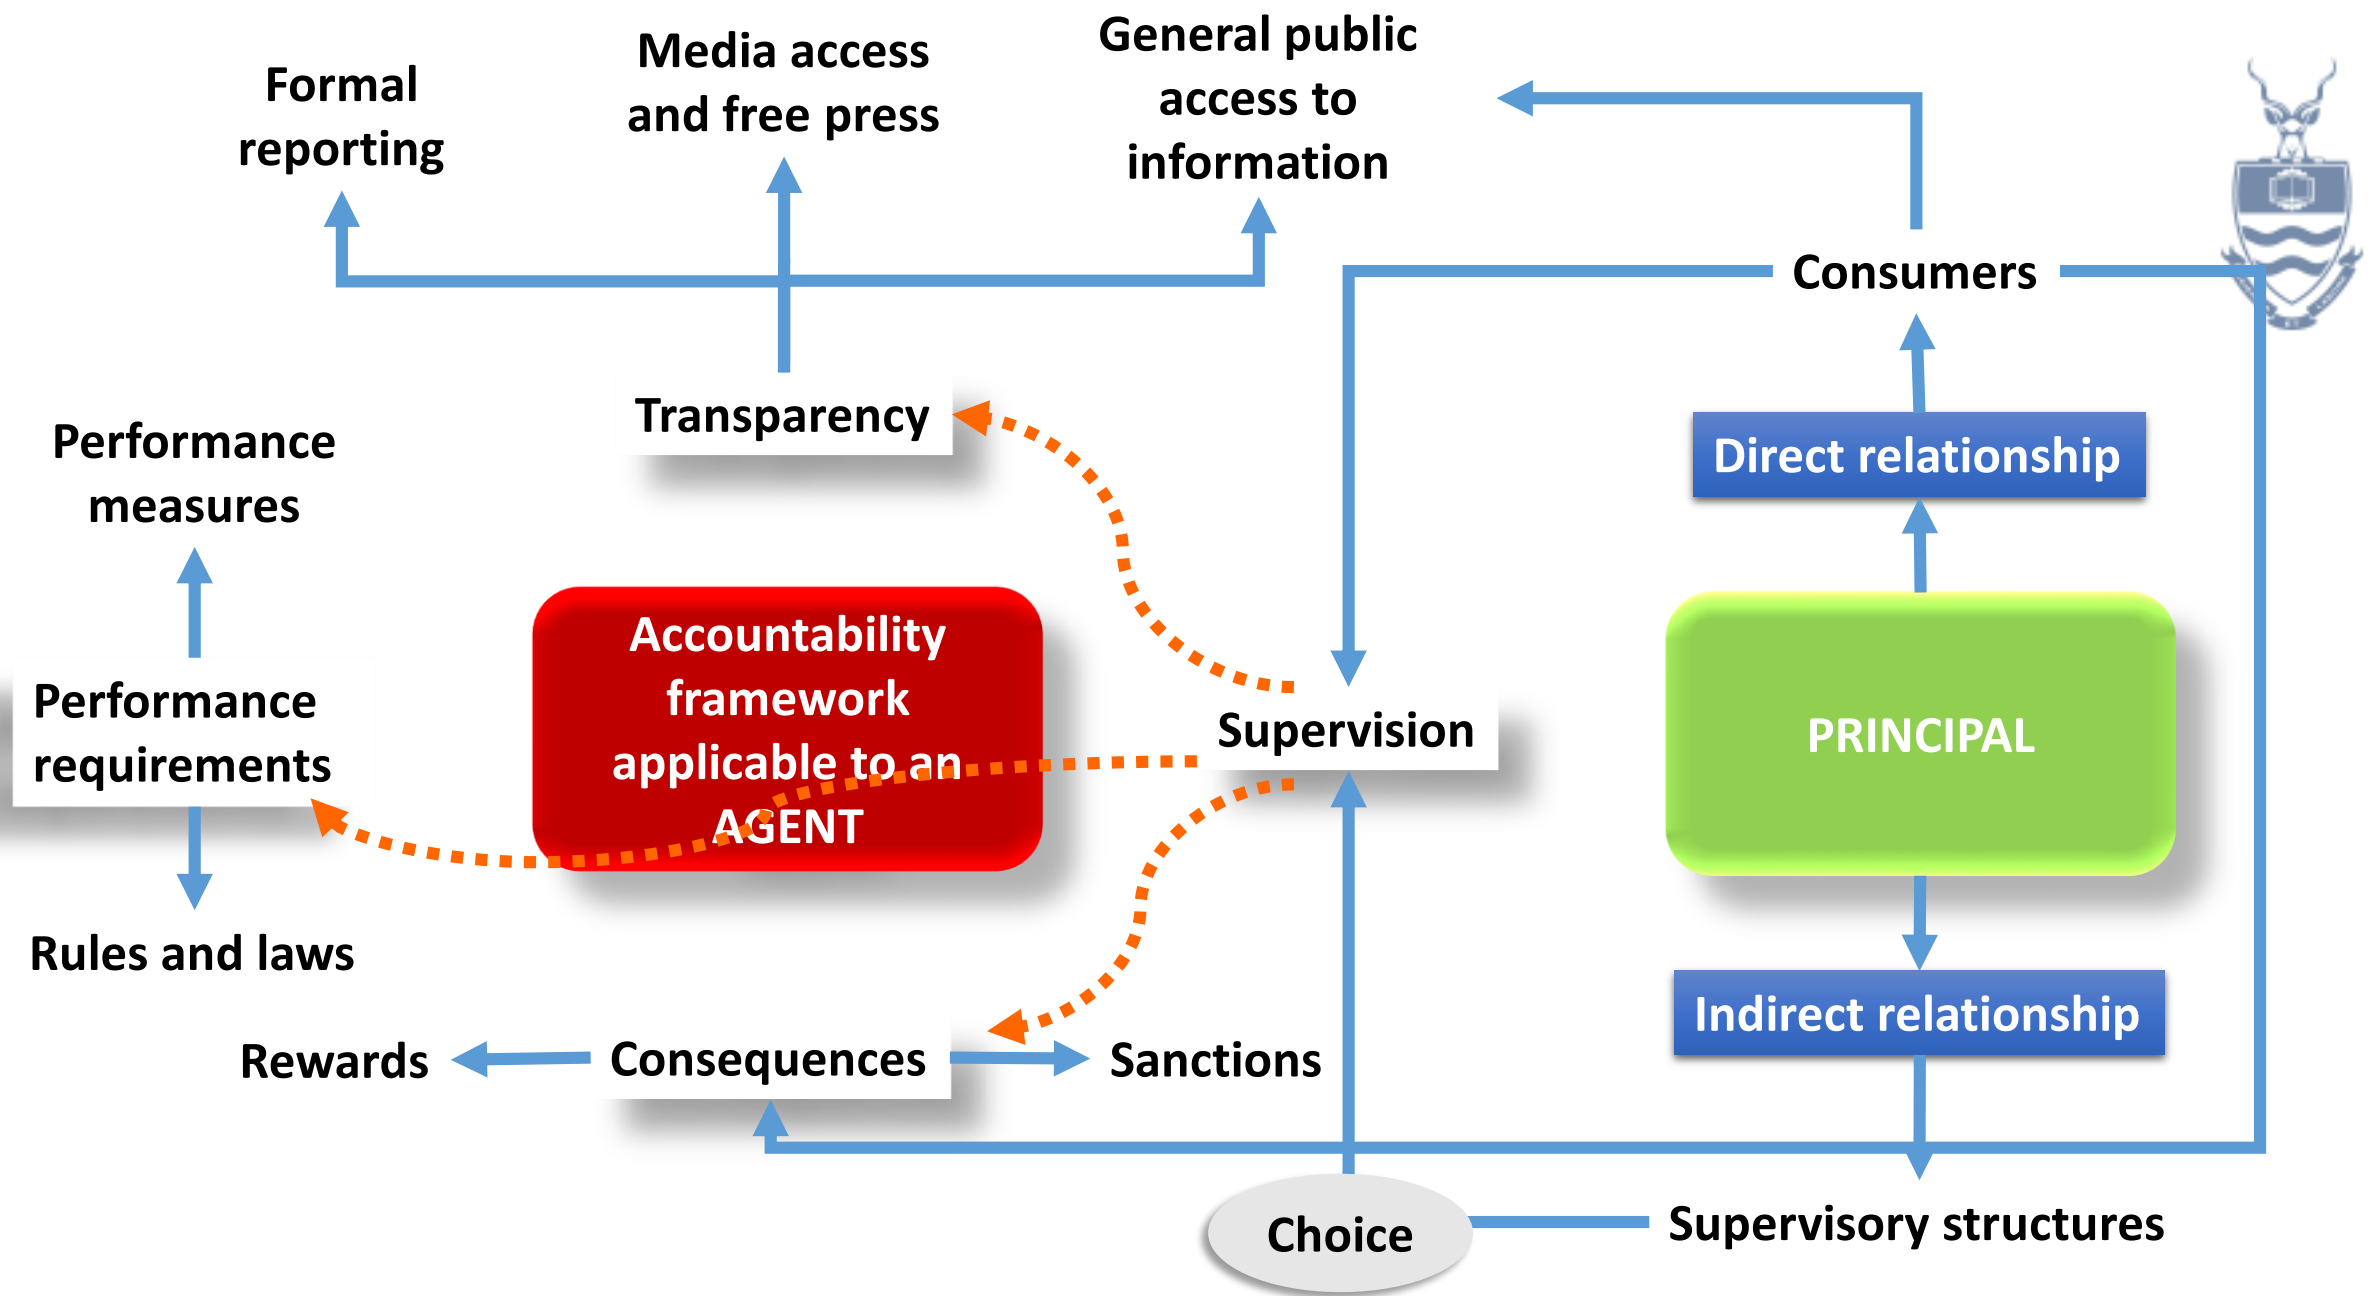 Formal
reporting
Media access
and free press
General public
access to
information
Consumers
Transparency
Performance
measures
Direct relationship
Accountability
framework
applicable to an
AGENT
Performance
requirements
Supervision
PRINCIPAL
Rules and laws
Indirect relationship
Rewards
Consequences
Sanctions
Choice
Supervisory structures